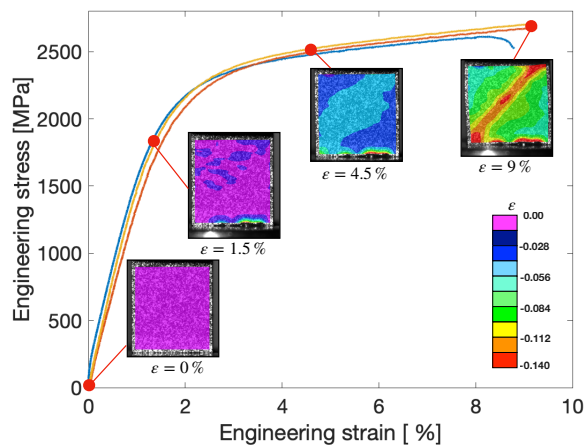 Engineering stress [MPa]
2500
2000
1500
1000
500
0
ε = 4.5 %
ε = 9 %
ε = 1.5 %
ε = 0 %
ε
0.00
-0.028
-0.056
-0.084
-0.112
-0.140
0 2 4 6 8 10
Engineering strain [ %]